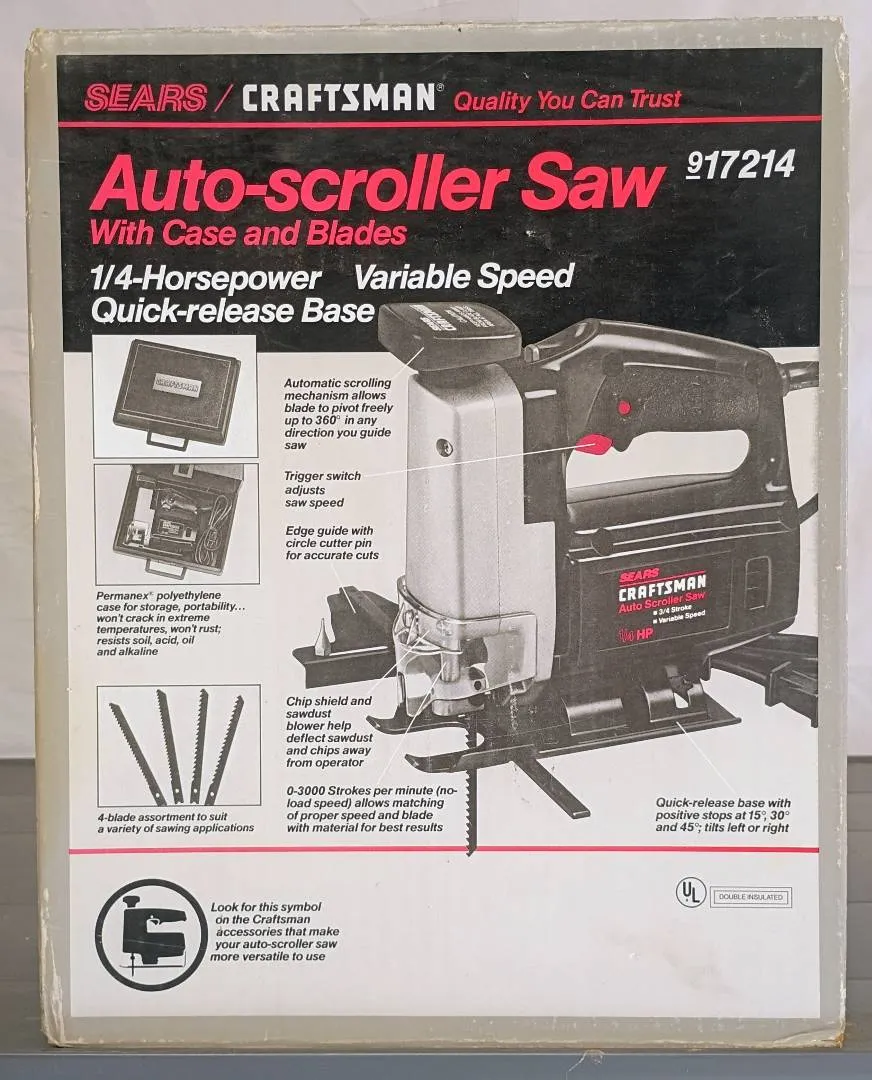 SEARS / CRAFTSMAN® Quality You Can Trust
Auto-scroller Saw 917214
With Case and Blades
1/4-Horsepower Variable Speed
Quick-release Base
SEARS
CRAFTSMAN
CRAFTSMAN
Automatic scrolling
mechanism allows
blade to pivot freely
up to 360° in any
direction you guide
saw
Trigger switch
adjusts
saw speed
Edge guide with
circle cutter pin
for accurate cuts
SEARS
CRAFTSMAN
Auto Scroller Saw
■ 3/4 Stroke
■ Variable Speed
1/4 HP
Permanex® polyethylene
case for storage, portability...
won't crack in extreme
temperatures, won't rust;
resists soil, acid, oil
and alkaline
Chip shield and
sawdust
blower help
deflect sawdust
and chips away
from operator
0-3000 Strokes per minute (no-
load speed) allows matching
of proper speed and blade
with material for best results
4-blade assortment to suit
a variety of sawing applications
Quick-release base with
positive stops at 15°, 30°
and 45°; tilts left or right
Look for this symbol
on the Craftsman
accessories that make
your auto-scroller saw
more versatile to use
UL DOUBLE INSULATED